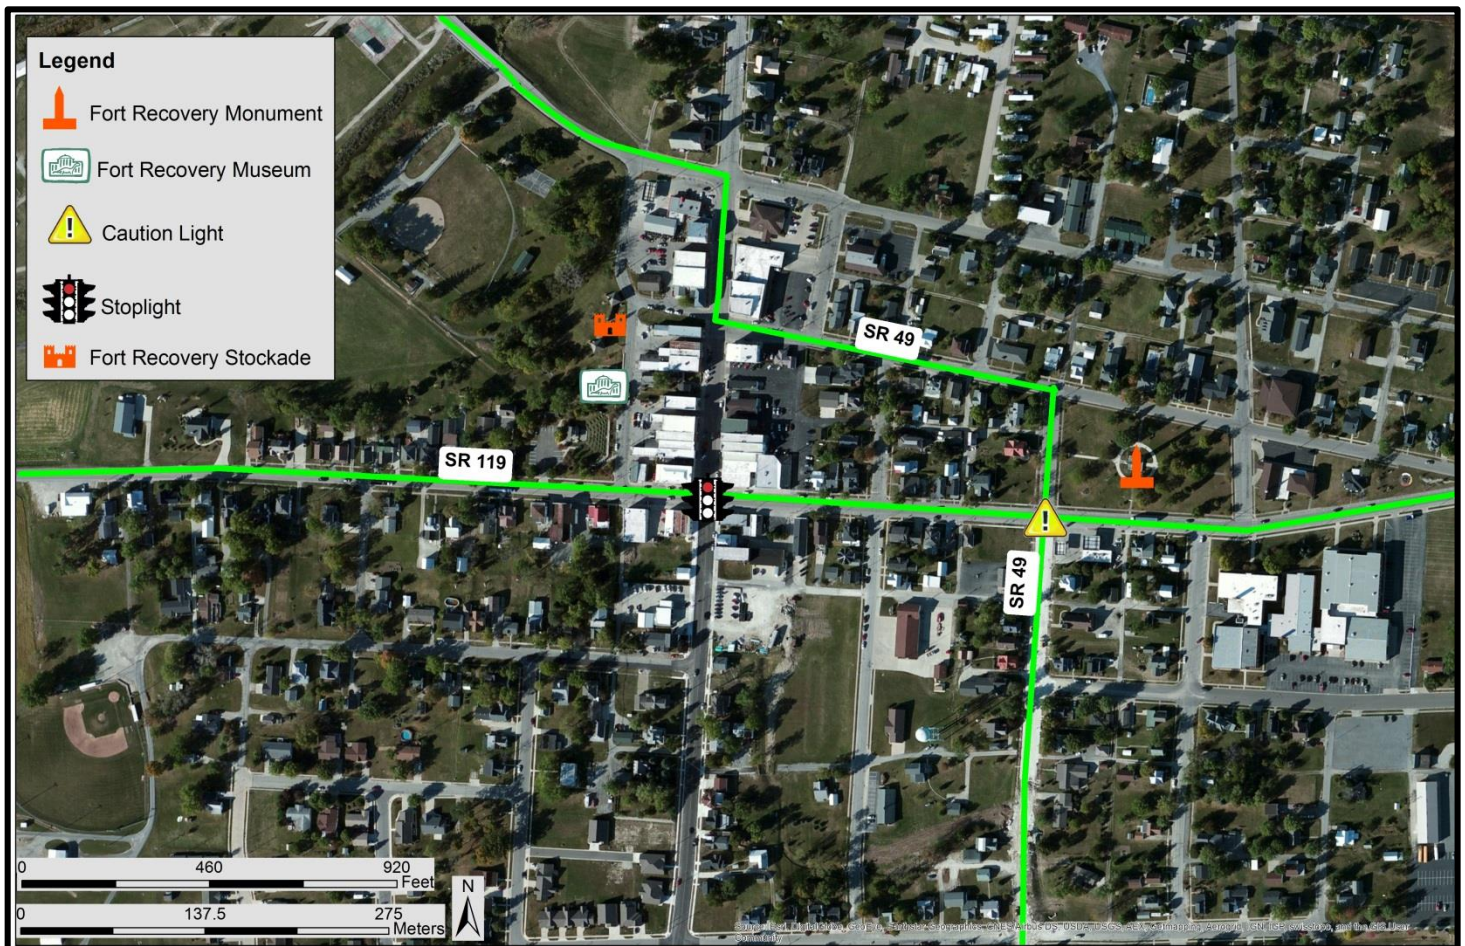 Legend
Fort Recovery Monument
Fort Recovery Museum
! Caution Light
Stoplight
Fort Recovery Stockade
SR 49
SR 119
!
SR 49
0 460 920
Feet
0 137.5 275
Meters
N
Community